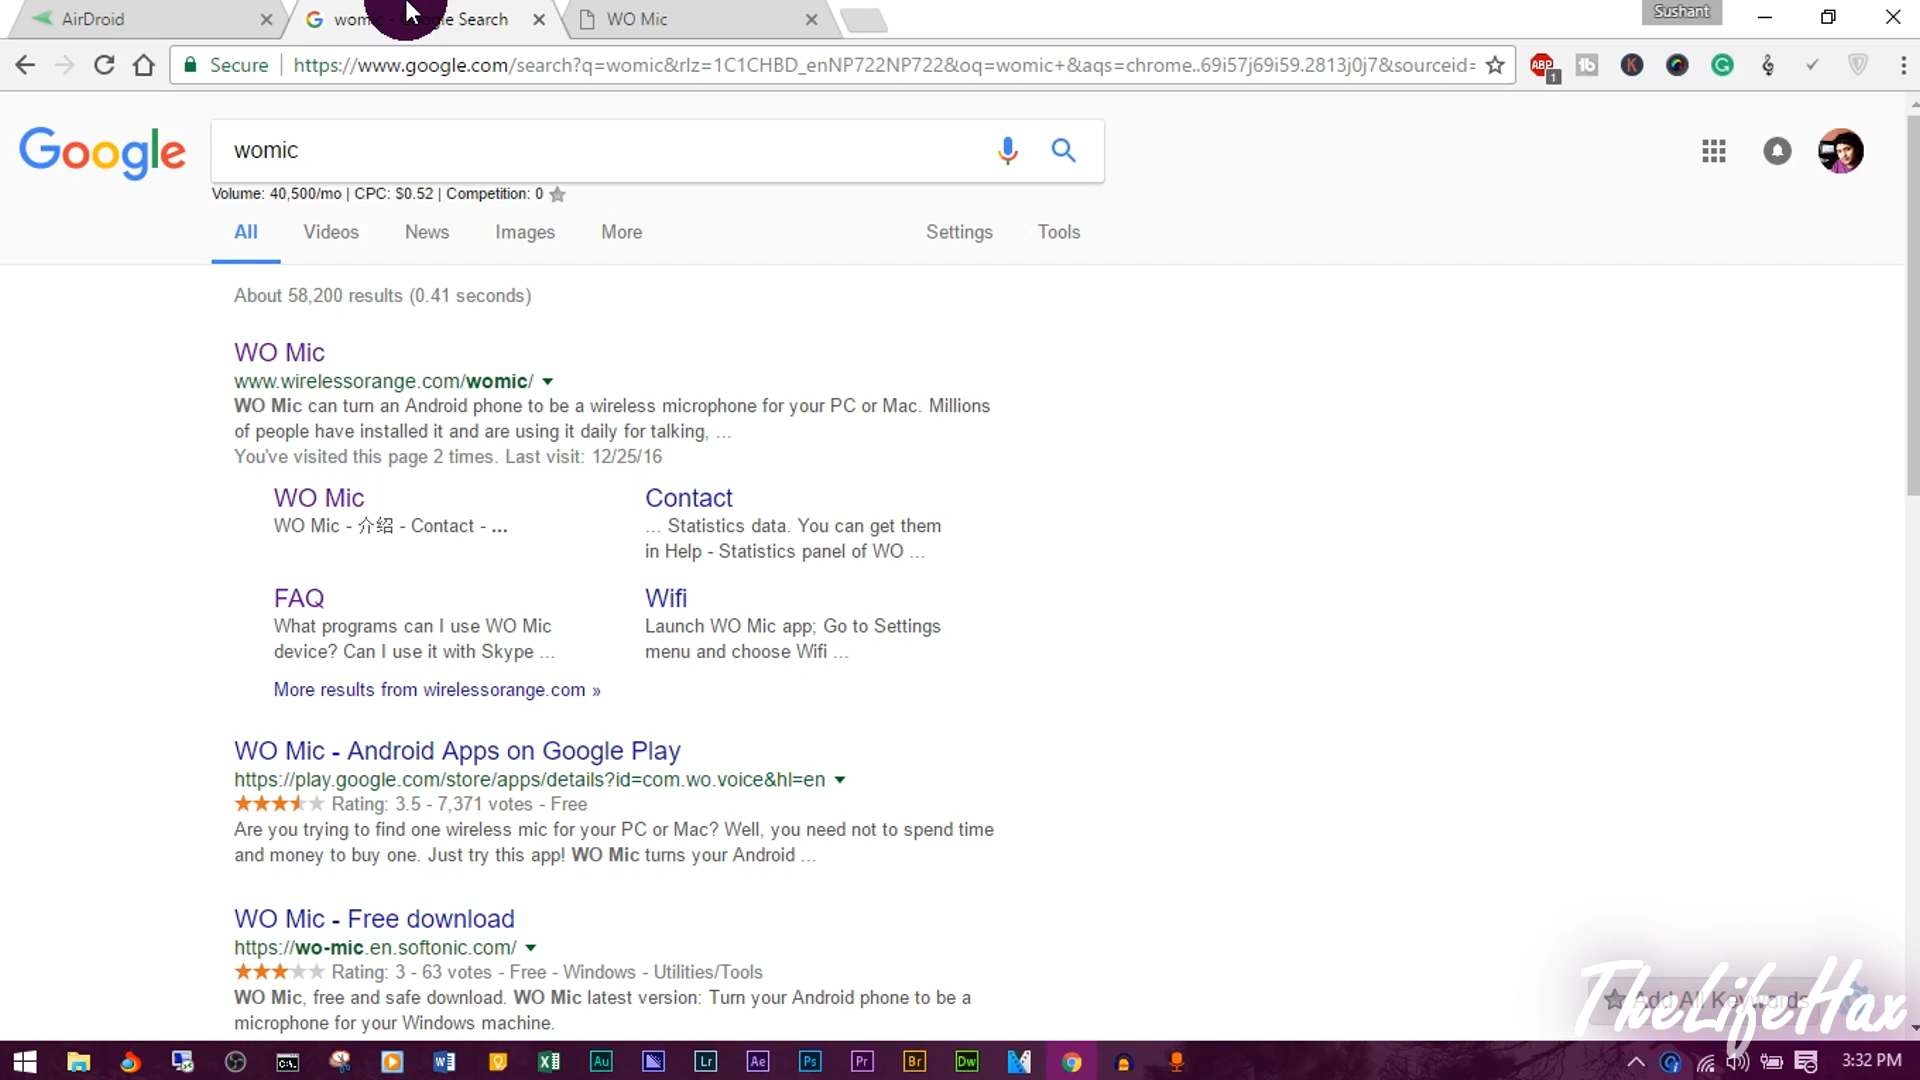 AirDroid
womic - Google Search
WO Mic
Sushant
Secure
https://www.google.com/search?q=womic&rlz=1C1CHBD_enNP722NP722&oq=womic+&aqs=chrome..69i57j69i59.2813j0j7&sourceid=
ABP
1
Google
womic
Volume: 40,500/mo | CPC: $0.52 | Competition: 0
All
Videos
News
Images
More
Settings
Tools
About 58,200 results (0.41 seconds)
WO Mic
www.wirelessorange.com/womic/
WO Mic can turn an Android phone to be a wireless microphone for your PC or Mac. Millions
of people have installed it and are using it daily for talking, ...
You've visited this page 2 times. Last visit: 12/25/16
WO Mic
WO Mic - 介绍 - Contact - ...
Contact
... Statistics data. You can get them
in Help - Statistics panel of WO ...
FAQ
What programs can I use WO Mic
device? Can I use it with Skype ...
Wifi
Launch WO Mic app; Go to Settings
menu and choose Wifi ...
More results from wirelessorange.com »
WO Mic - Android Apps on Google Play
https://play.google.com/store/apps/details?id=com.wo.voice&hl=en
Rating: 3.5 - 7,371 votes - Free
Are you trying to find one wireless mic for your PC or Mac? Well, you need not to spend time
and money to buy one. Just try this app! WO Mic turns your Android ...
WO Mic - Free download
https://wo-mic.en.softonic.com/
Rating: 3 - 63 votes - Free - Windows - Utilities/Tools
WO Mic, free and safe download. WO Mic latest version: Turn your Android phone to be a
microphone for your Windows machine.
Add All Keywords
TheLifeHax
Au
Lr
Ae
Ps
Pr
Br
Dw
3:32 PM